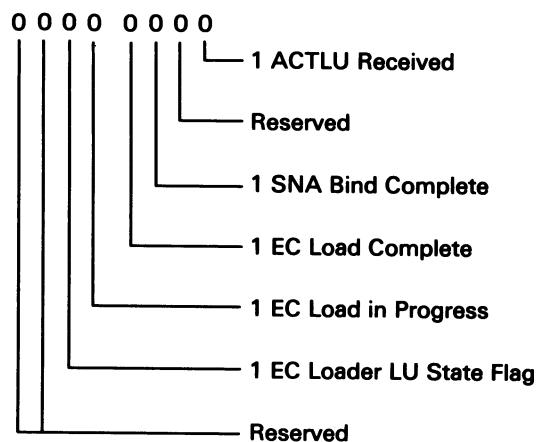 0 0 0 0 0 0 0 0
1 ACTLU Received
Reserved
1 SNA Bind Complete
1 EC Load Complete
1 EC Load in Progress
1 EC Loader LU State Flag
Reserved